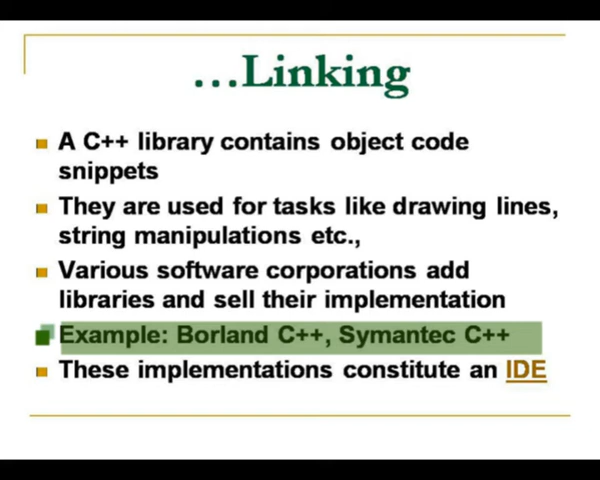 ...Linking
A C++ library contains object code
snippets
They are used for tasks like drawing lines,
string manipulations etc.,
Various software corporations add
libraries and sell their implementation
Example: Borland C++, Symantec C++
These implementations constitute an IDE